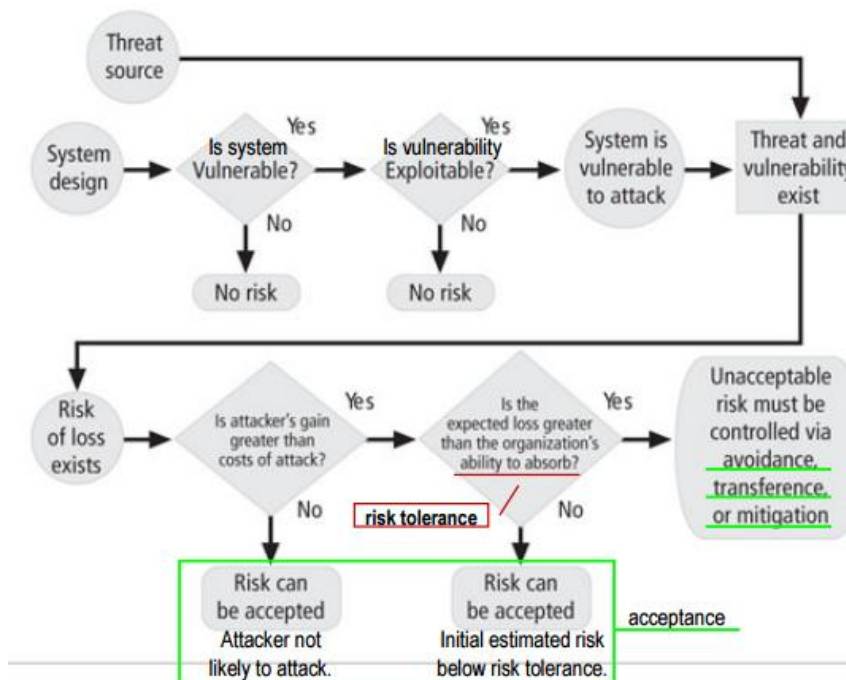 Threat
source
Yes
Yes
System
design
Is system
Vulnerable?
Is vulnerability
Exploitable?
System is
vulnerable
to attack
Threat and
vulnerability
exist
No
No
No risk
No risk
Risk
of loss
exists
Is attacker's gain
greater than
costs of attack?
Yes
Is the
expected loss greater
than the organization's
ability to absorb?
Yes
Unacceptable
risk must be
controlled via
avoidance,
transference,
or mitigation
No
risk tolerance
No
Risk can
be accepted
Attacker not
likely to attack.
Risk can
be accepted
Initial estimated risk
below risk tolerance.
acceptance